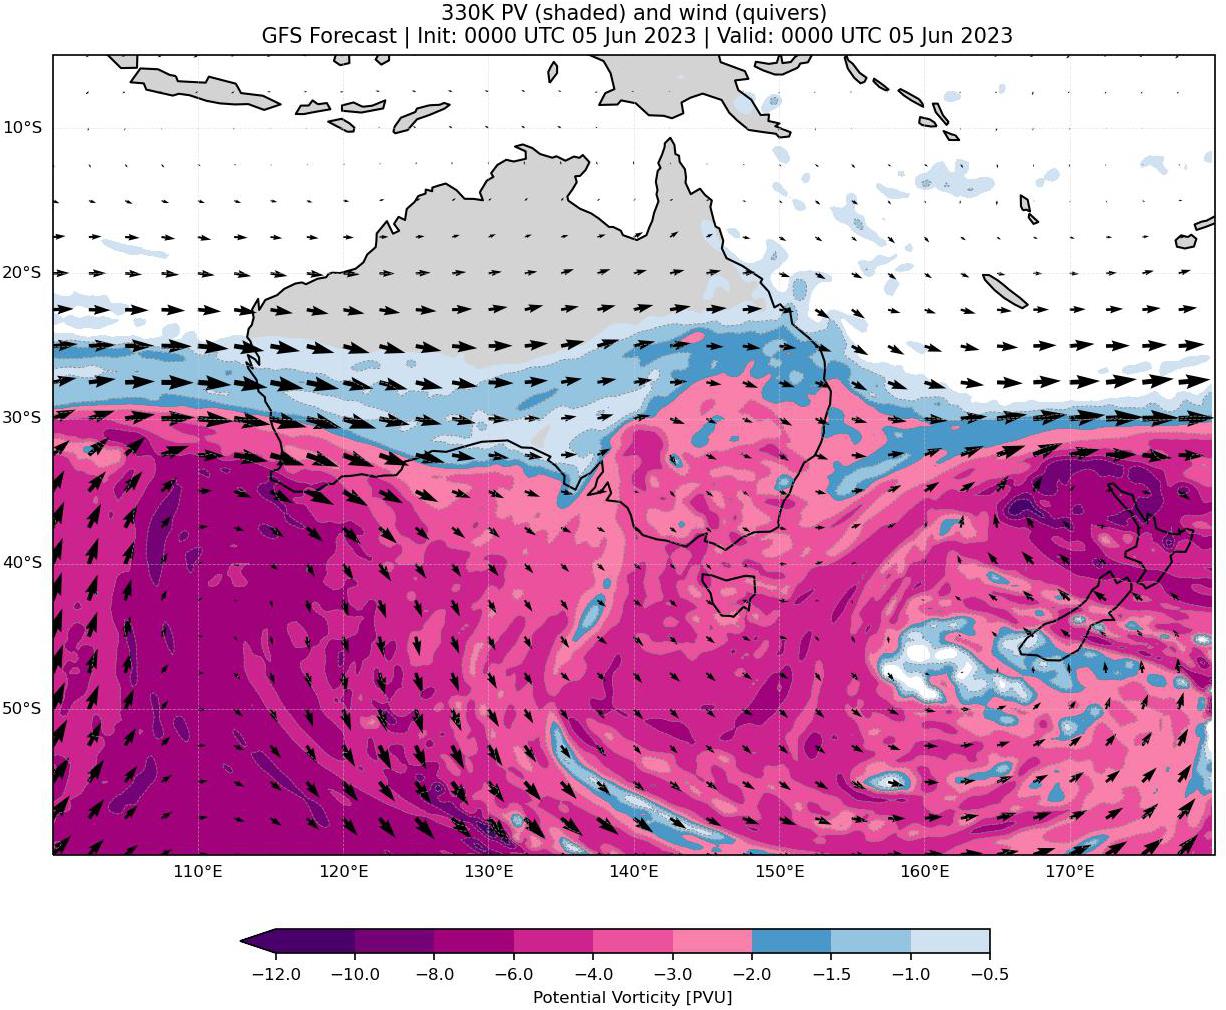 330K PV (shaded) and wind (quivers)
GFS Forecast | Init: 0000 UTC 05 Jun 2023 | Valid: 0000 UTC 05 Jun 2023
10°S
20°S
30°S
40°S
50°S
110°E 120°E 130°E 140°E 150°E 160°E 170°E
−12.0 −10.0 −8.0 −6.0 −4.0 −3.0 −2.0 −1.5 −1.0 −0.5
Potential Vorticity [PVU]